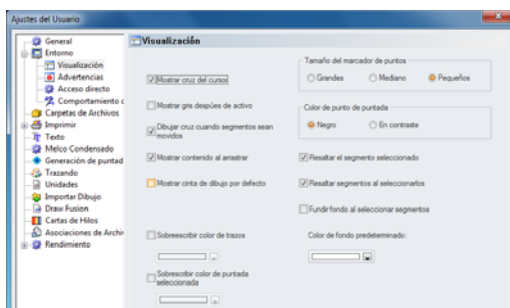 Ajustes del Usuario
General
Entorno
Visualización
Advertencias
Acceso directo
Comportamiento c
Carpetas de Archivos
Imprimir
Texto
Melco Condensado
Generación de puntad
Trazando
Unidades
Importar Dibujo
Draw Fusion
Cartas de Hilos
Asociaciones de Archiv
Rendimiento
Visualización
Mostrar cruz del cursor
Mostrar gris despúes de activo
Dibujar cruz cuando segmentos sean
movidos
Mostrar contenido al arrastrar
Mostrar cinta de dibujo por defecto
Sobreescribir color de trazos
Sobrescribir color de puntada
seleccionada
Tamaño del marcador de puntos
Grandes Mediano Pequeños
Color de punto de puntada
Negro En contraste
Resaltar el segmento seleccionado
Resaltar segmentos al seleccionarlos
Fundir fondo al seleccionar segmentos
Color de fondo predeterminado: